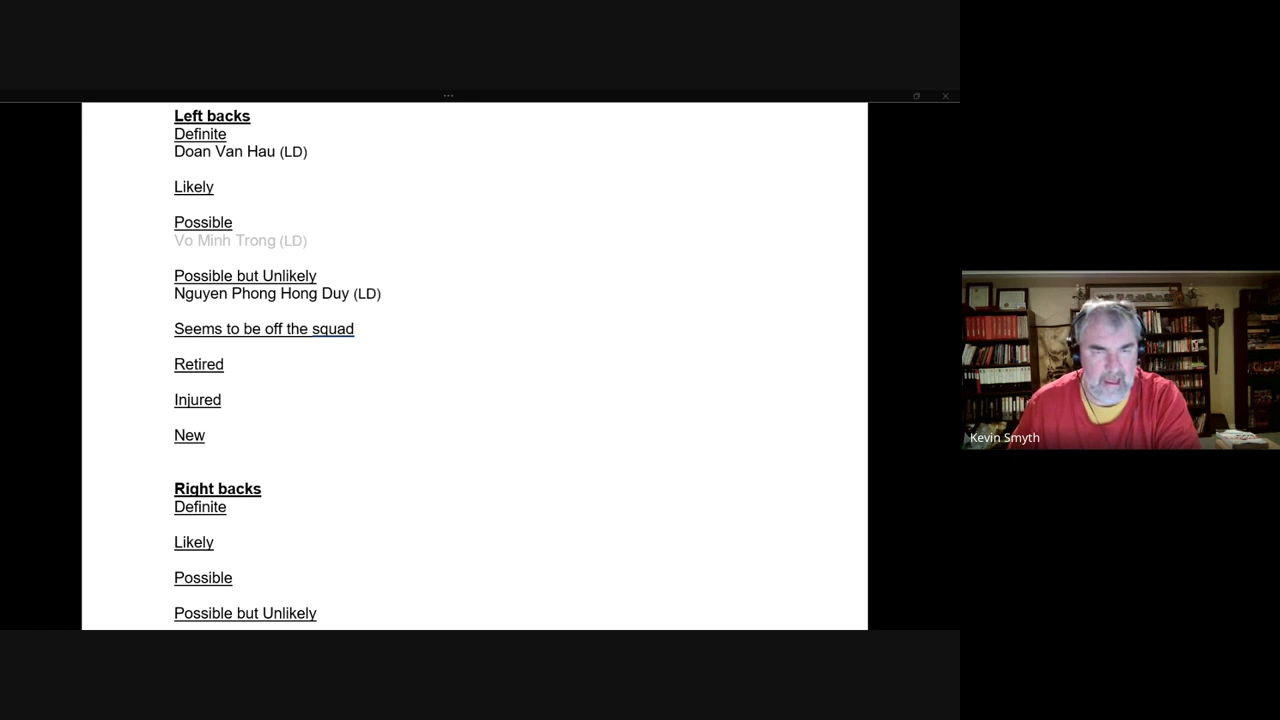 Left backs
Definite
Doan Van Hau (LD)
Likely
Possible
Vo Minh Trong (LD)
Possible but Unlikely
Nguyen Phong Hong Duy (LD)
Seems to be off the squad
Retired
Injured
New
Right backs
Definite
Likely
Possible
Possible but Unlikely
Kevin Smyth